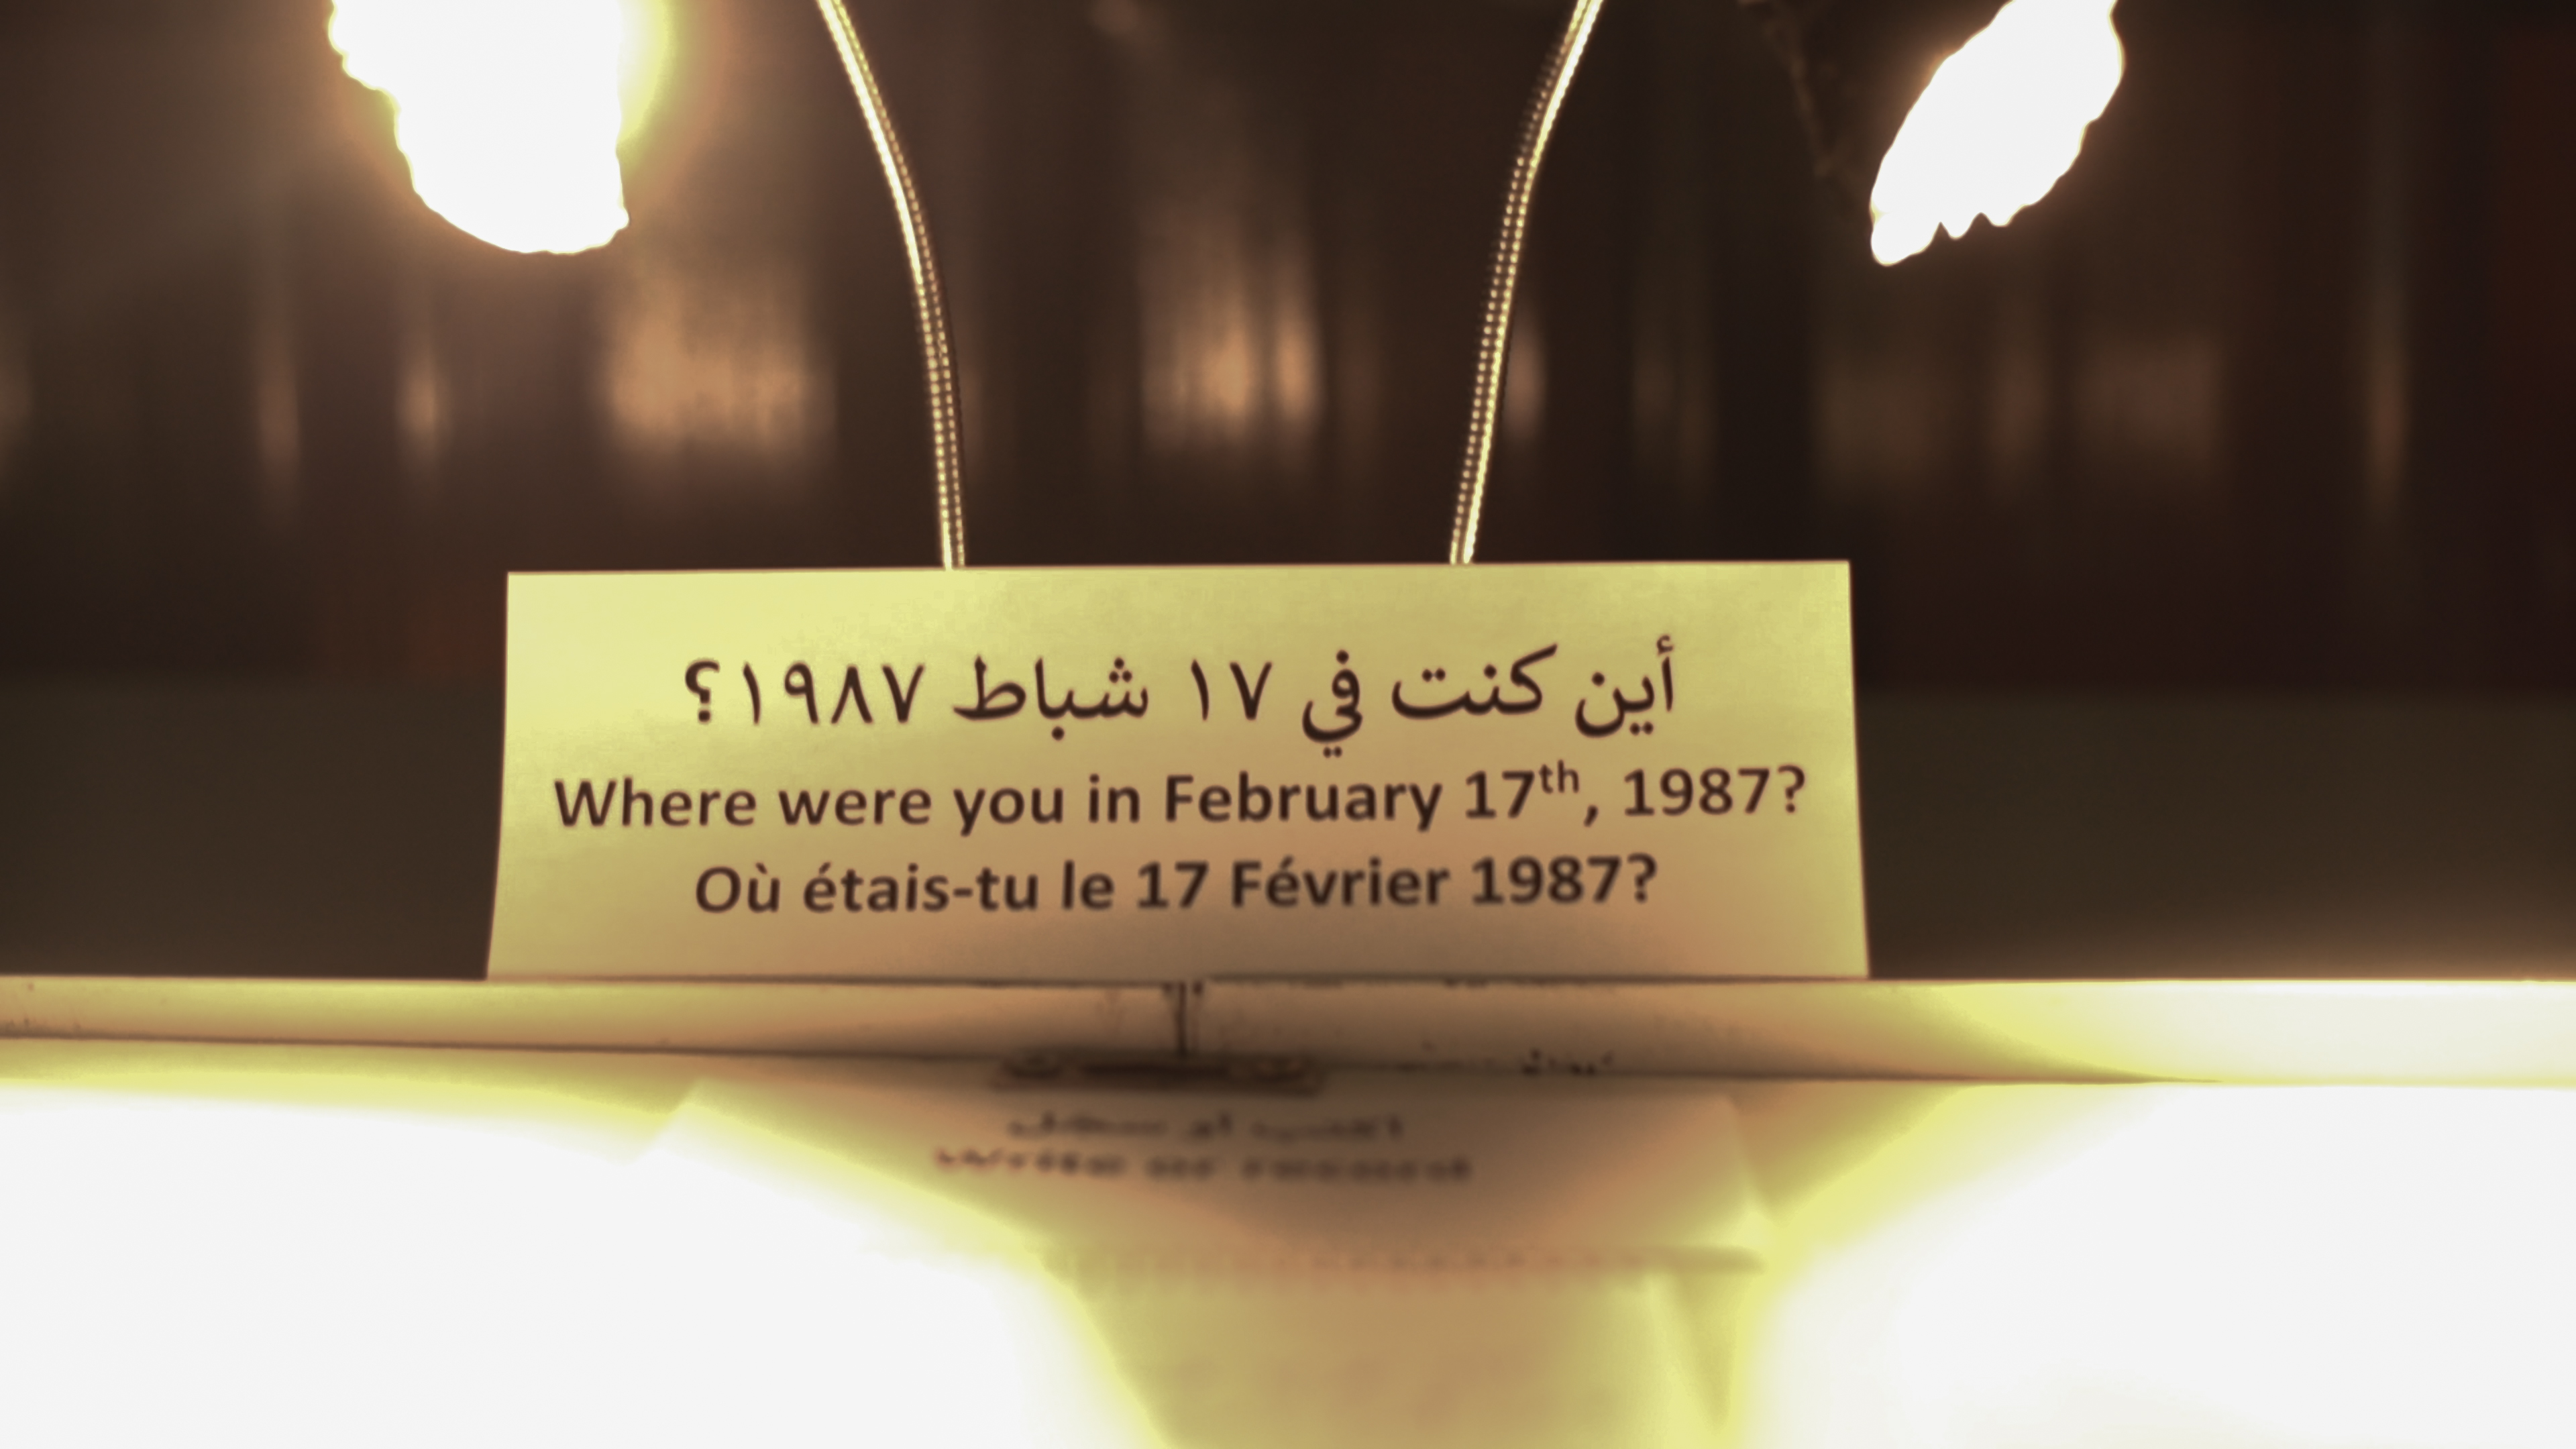 أين كنت في ١٧ شباط ١٩٨٧؟
Where were you in February 17th, 1987?
Où étais-tu le 17 Février 1987?